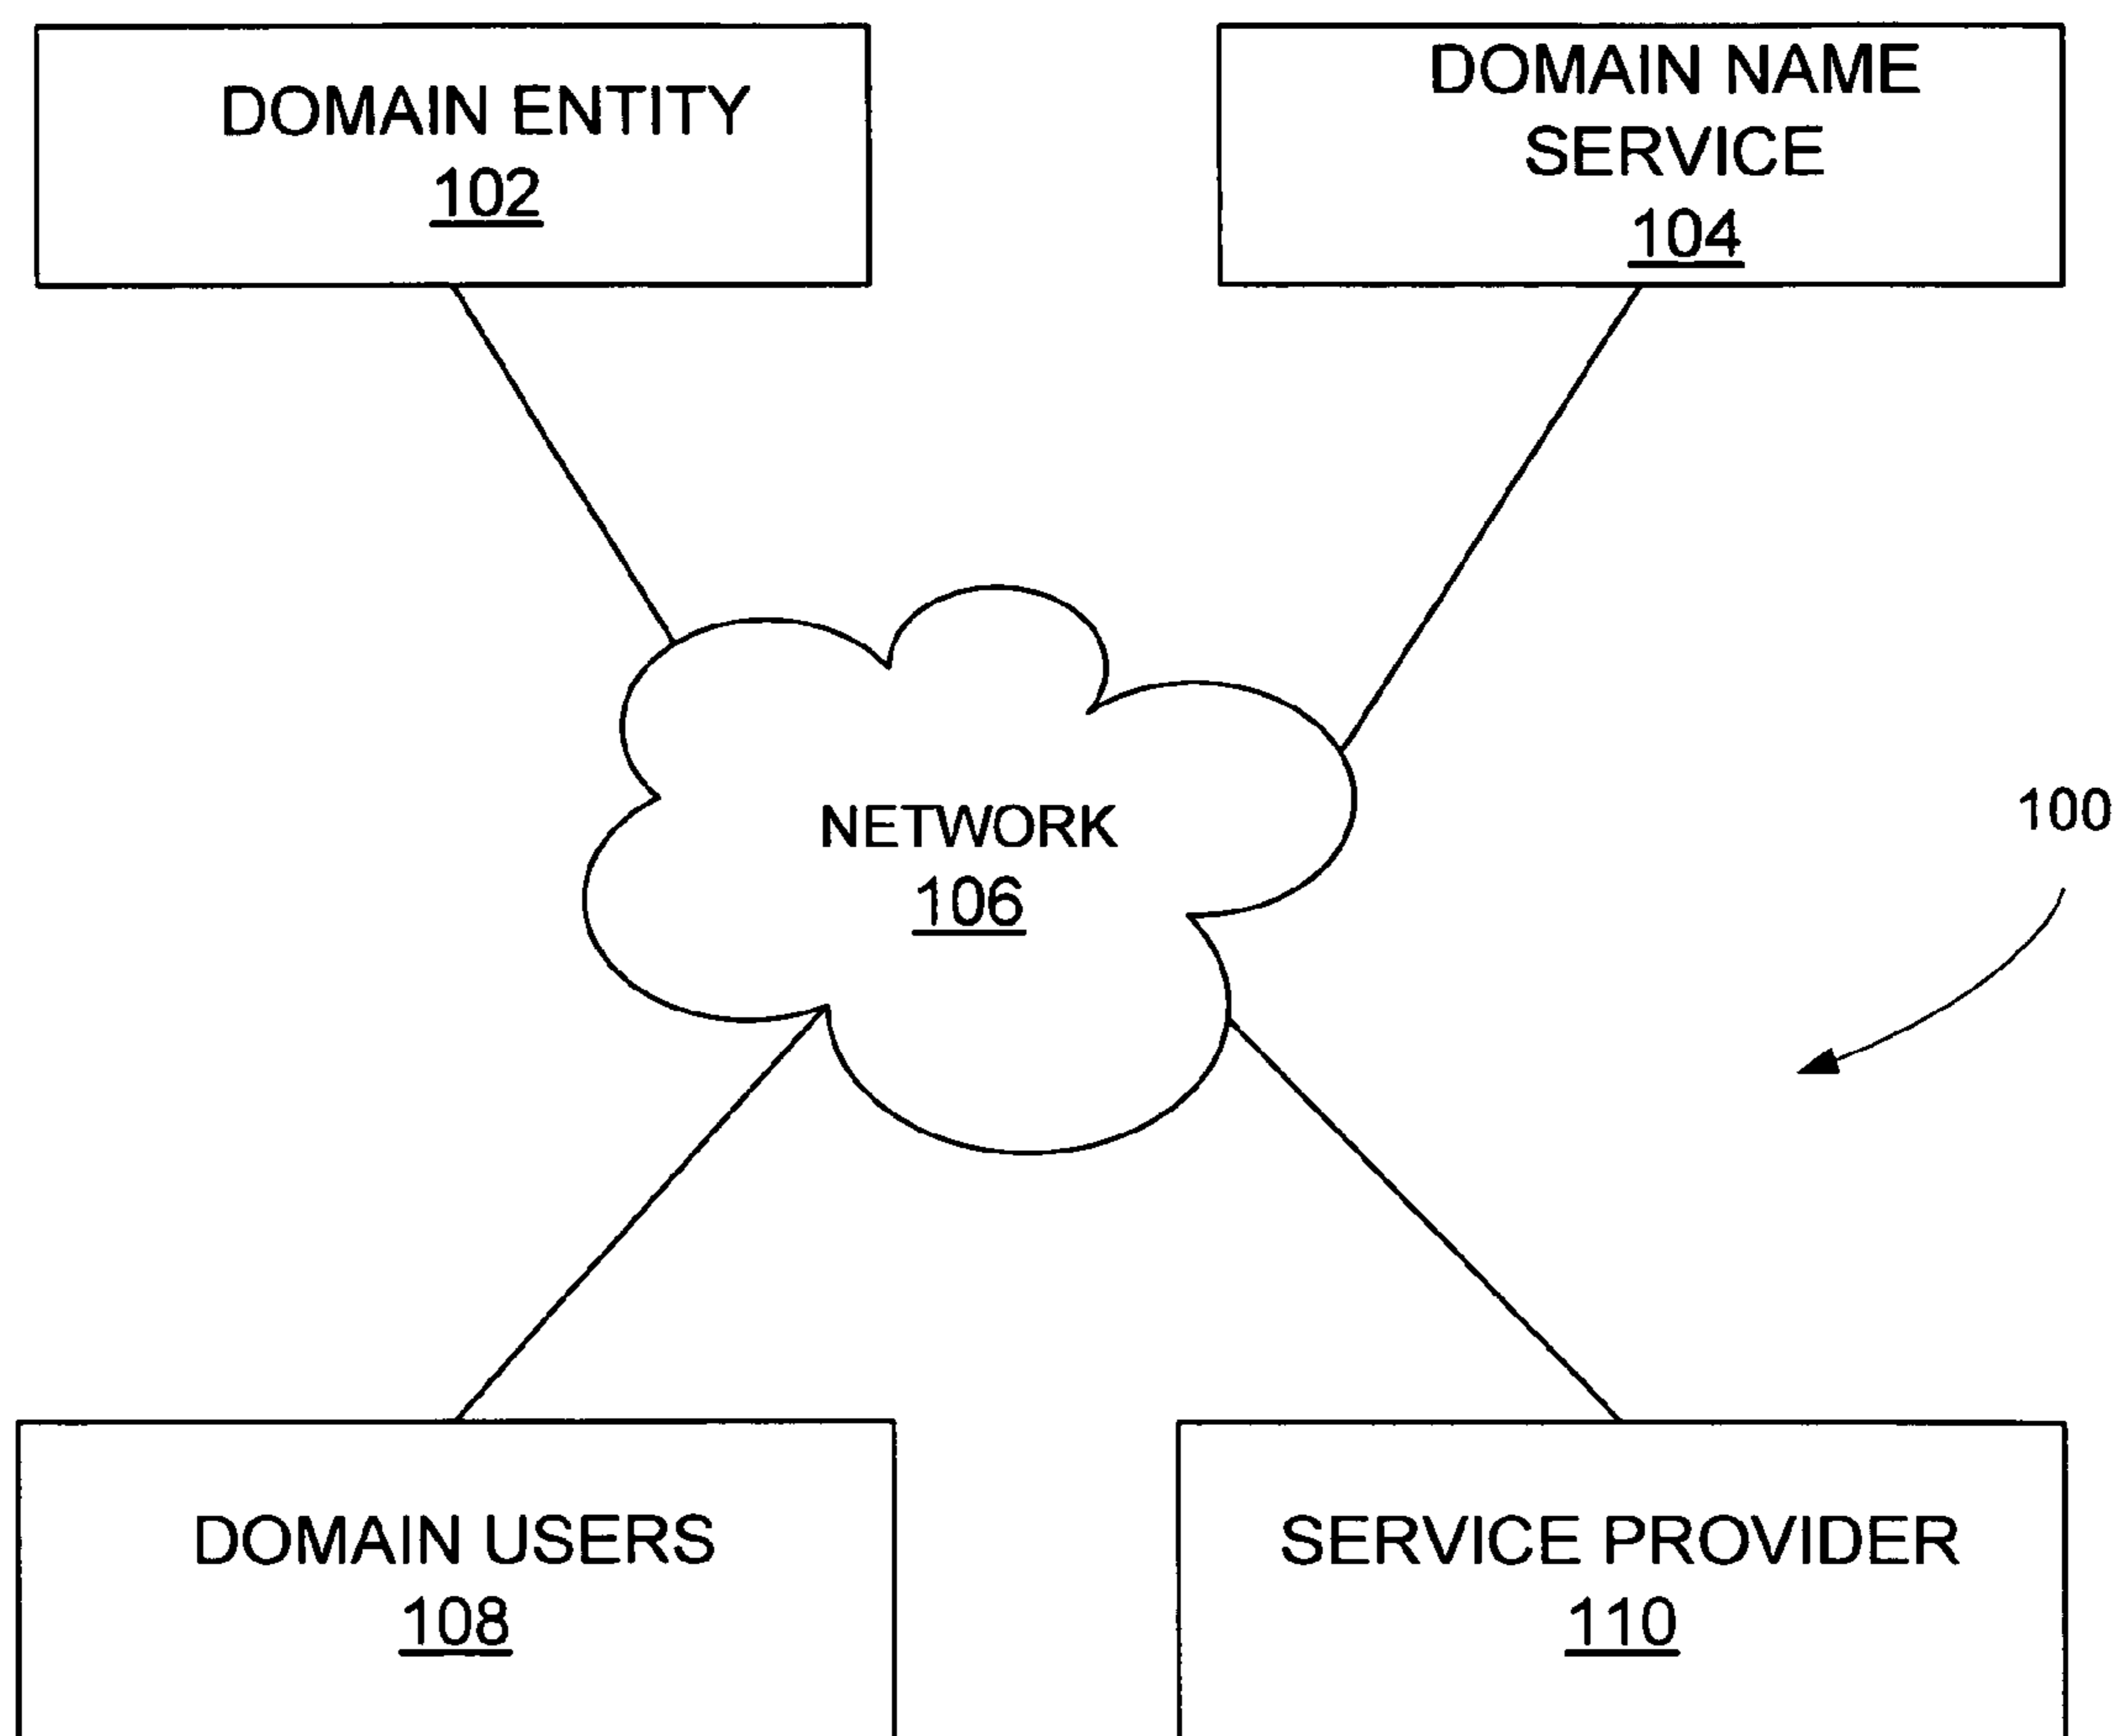 DOMAIN ENTITY
102
DOMAIN NAME
SERVICE
104
NETWORK
106
100
DOMAIN USERS
108
SERVICE PROVIDER
110